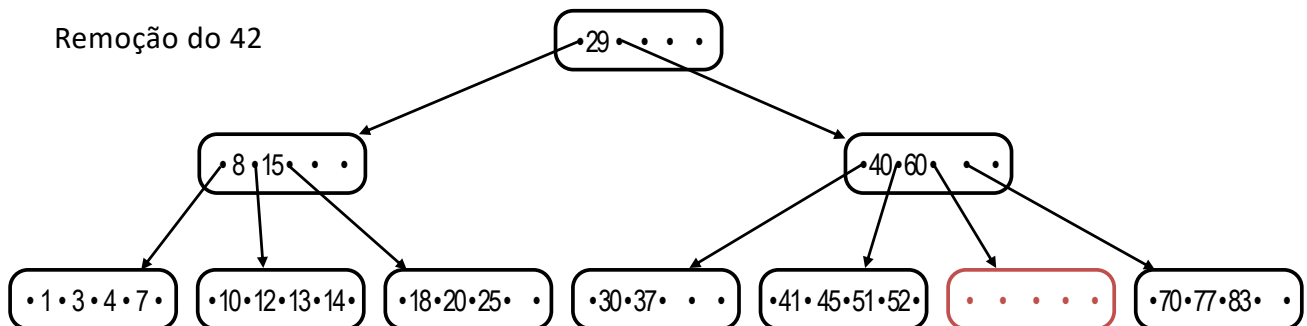 Remoção do 42
•29• • • •
• 8 • 15• • •
•40•60• • •
• 1 • 3 • 4 • 7 •
•10•12•13•14•
•18•20•25• •
•30•37• • •
•41• 45•51•52•
• • • • •
•70•77•83• •